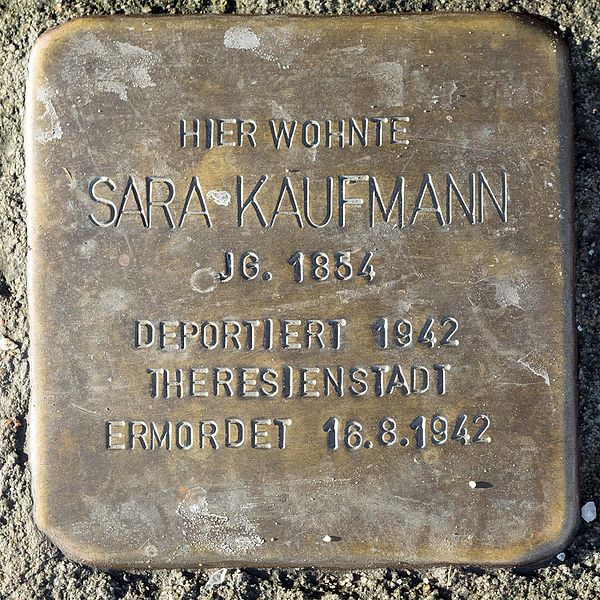 HIER WOHNTE
SARA KAUFMANN
JG. 1854
DEPORTIERT 1942
THERESIENSTADT
ERMORDET 16.8.1942